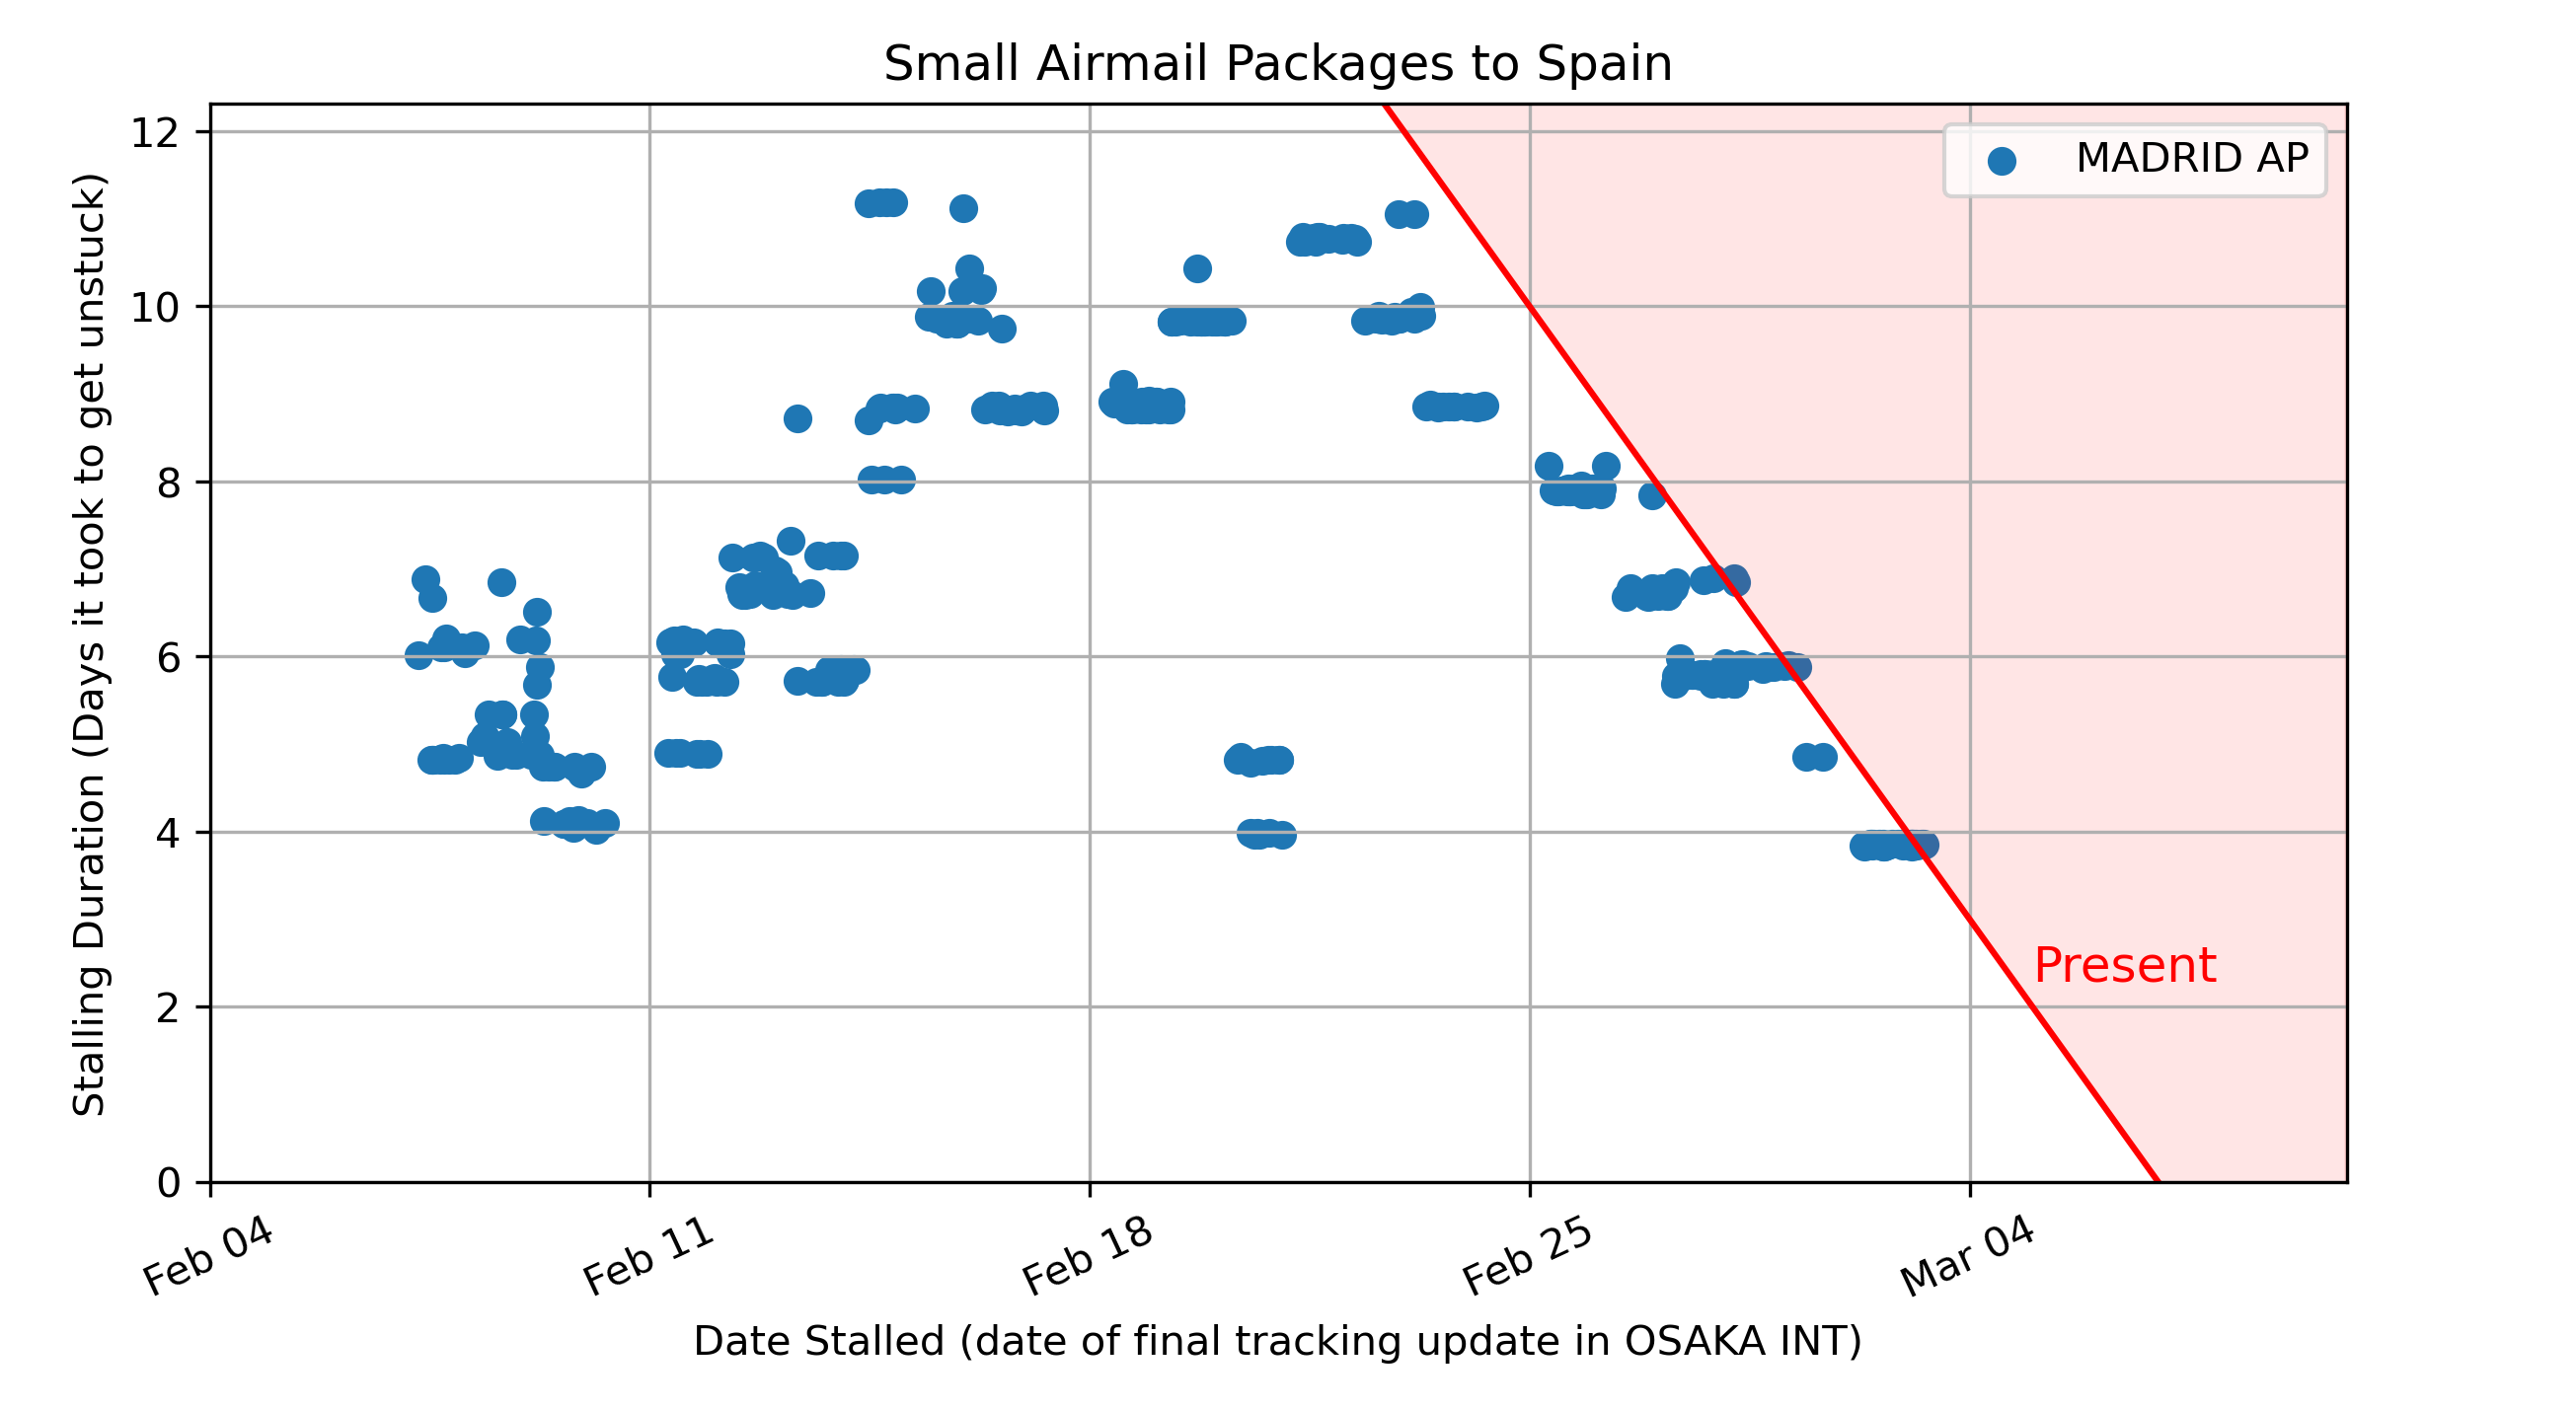 Small Airmail Packages to Spain
Stalling Duration (Days it took to get unstuck)
12
10
8
6
4
2
0
MADRID AP
Present
Feb 04
Feb 11
Feb 18
Feb 25
Mar 04
Date Stalled (date of final tracking update in OSAKA INT)